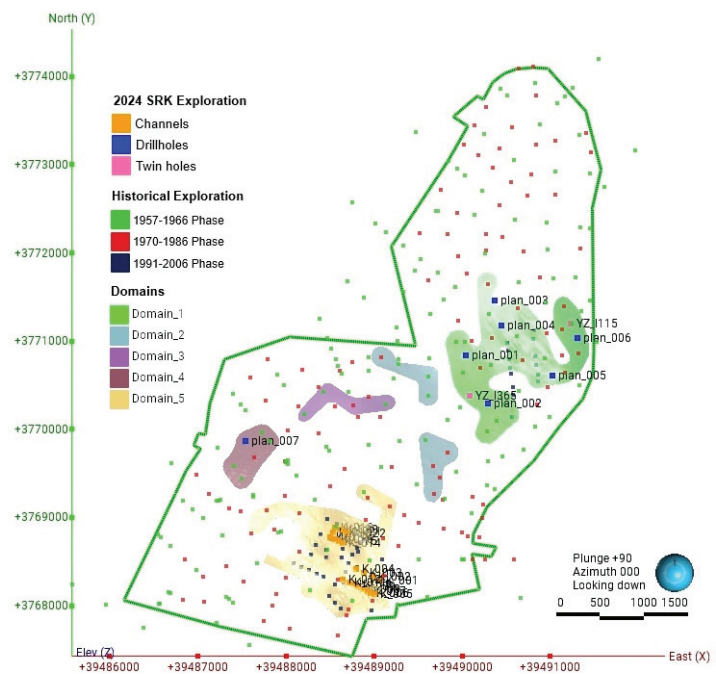 North (Y)
+3774000
2024 SRK Exploration
Channels
Drillholes
Twin holes
+3773000
Historical Exploration
1957-1966 Phase
1970-1986 Phase
1991-2006 Phase
+3772000
Domains
Domain_1
Domain_2
Domain_3
Domain_4
Domain_5
+3771000
plan_003
plan_004
YZ_I115
plan_006
plan_001
plan_005
YZ_I365
plan_002
+3770000
plan_007
+3769000
+3768000
Plunge +90
Azimuth 000
Looking down
0 500 1000 1500
Elev (Z)
East (X)
+39486000 +39487000 +39488000 +39489000 +39490000 +39491000